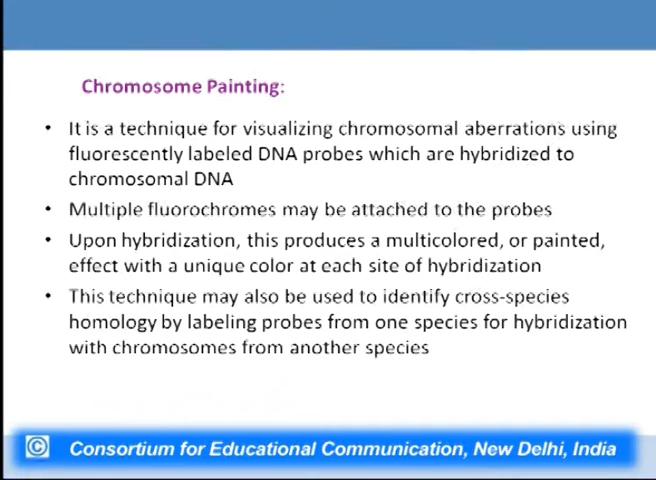 Chromosome Painting:
• It is a technique for visualizing chromosomal aberrations using
fluorescently labeled DNA probes which are hybridized to
chromosomal DNA
• Multiple fluorochromes may be attached to the probes
• Upon hybridization, this produces a multicolored, or painted,
effect with a unique color at each site of hybridization
• This technique may also be used to identify cross-species
homology by labeling probes from one species for hybridization
with chromosomes from another species
© Consortium for Educational Communication, New Delhi, India